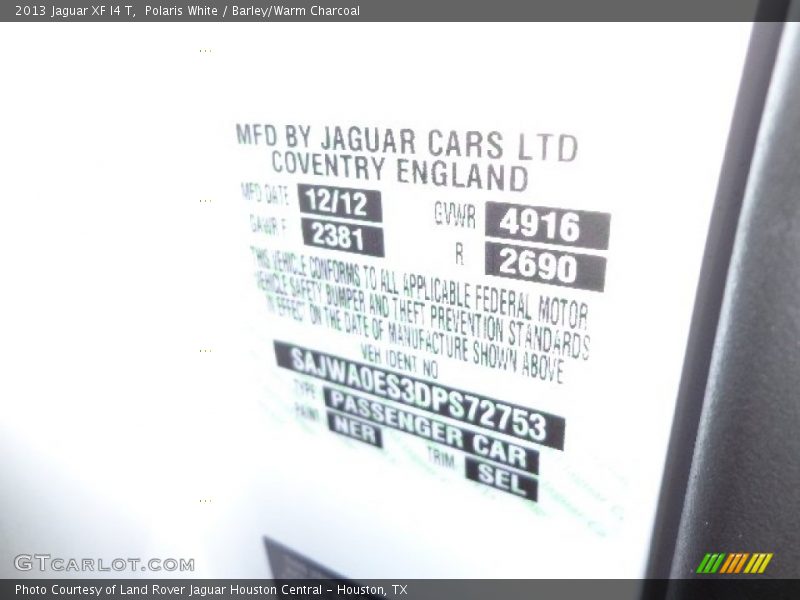 2013 Jaguar XF I4 T,  Polaris White / Barley/Warm Charcoal
MFD BY JAGUAR CARS LTD
COVENTRY ENGLAND
MFD DATE 12/12 GVWR 4916
GAWR F 2381 R 2690
THIS VEHICLE CONFORMS TO ALL APPLICABLE FEDERAL MOTOR
VEHICLE SAFETY BUMPER AND THEFT PREVENTION STANDARDS
IN EFFECT ON THE DATE OF MANUFACTURE SHOWN ABOVE
VEH IDENT NO
SAJWA0ES3DPS72753
TYPE PASSENGER CAR
PAINT NER TRIM SEL
GTCARLOT.COM
Photo Courtesy of Land Rover Jaguar Houston Central – Houston, TX